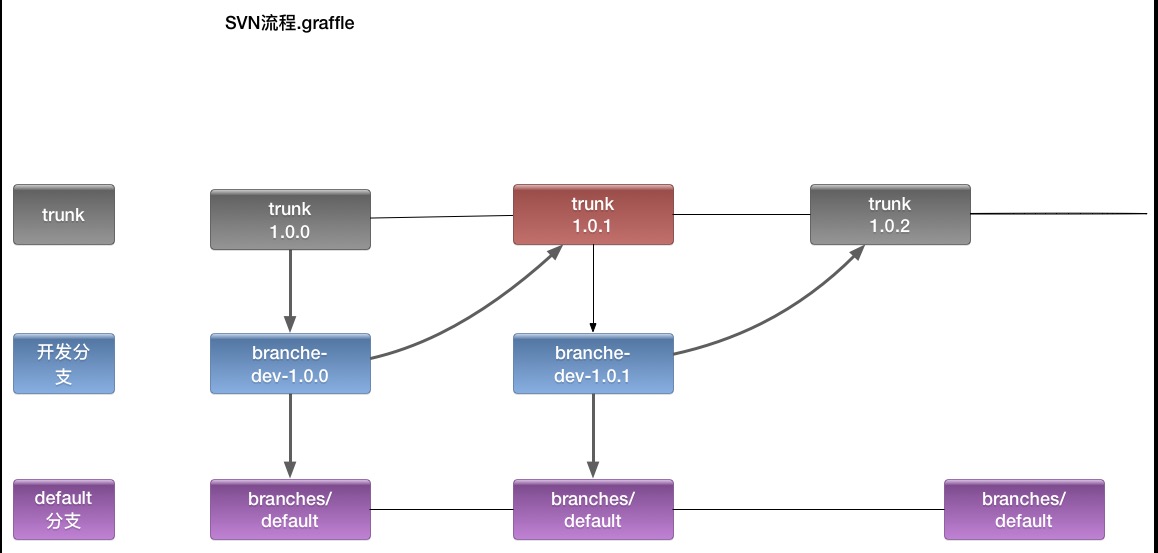 SVN流程.graffle
trunk
trunk
1.0.0
trunk
1.0.1
trunk
1.0.2
开发分
支
branche-
dev-1.0.0
branche-
dev-1.0.1
default
分支
branches/
default
branches/
default
branches/
default